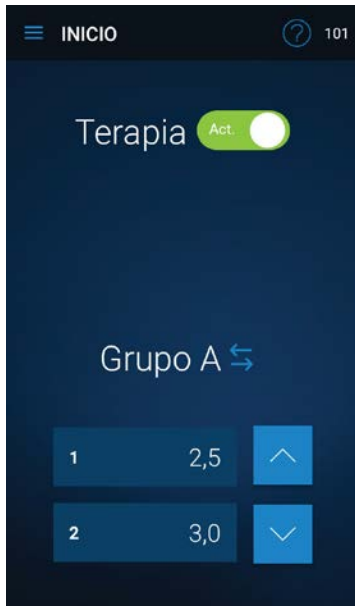 INICIO ? 101
Terapia Act.
Grupo A
1 2,5
2 3,0